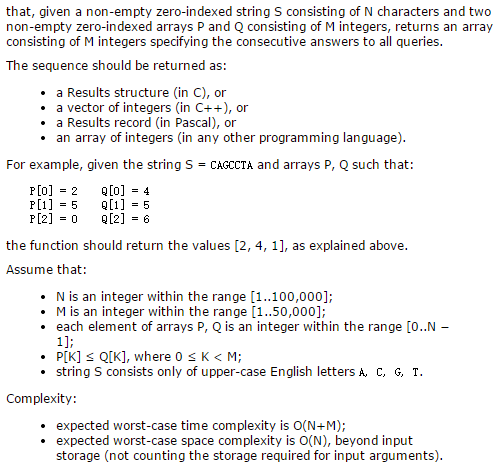 that, given a non-empty zero-indexed string S consisting of N characters and two
non-empty zero-indexed arrays P and Q consisting of M integers, returns an array
consisting of M integers specifying the consecutive answers to all queries.
The sequence should be returned as:
• a Results structure (in C), or
• a vector of integers (in C++), or
• a Results record (in Pascal), or
• an array of integers (in any other programming language).
For example, given the string S = CAGCCTA and arrays P, Q such that:
P[0] = 2 Q[0] = 4
P[1] = 5 Q[1] = 5
P[2] = 0 Q[2] = 6
the function should return the values [2, 4, 1], as explained above.
Assume that:
• N is an integer within the range [1..100,000];
• M is an integer within the range [1..50,000];
• each element of arrays P, Q is an integer within the range [0..N −
1];
• P[K] ≤ Q[K], where 0 ≤ K < M;
• string S consists only of upper-case English letters A, C, G, T.
Complexity:
• expected worst-case time complexity is O(N+M);
• expected worst-case space complexity is O(N), beyond input
storage (not counting the storage required for input arguments).